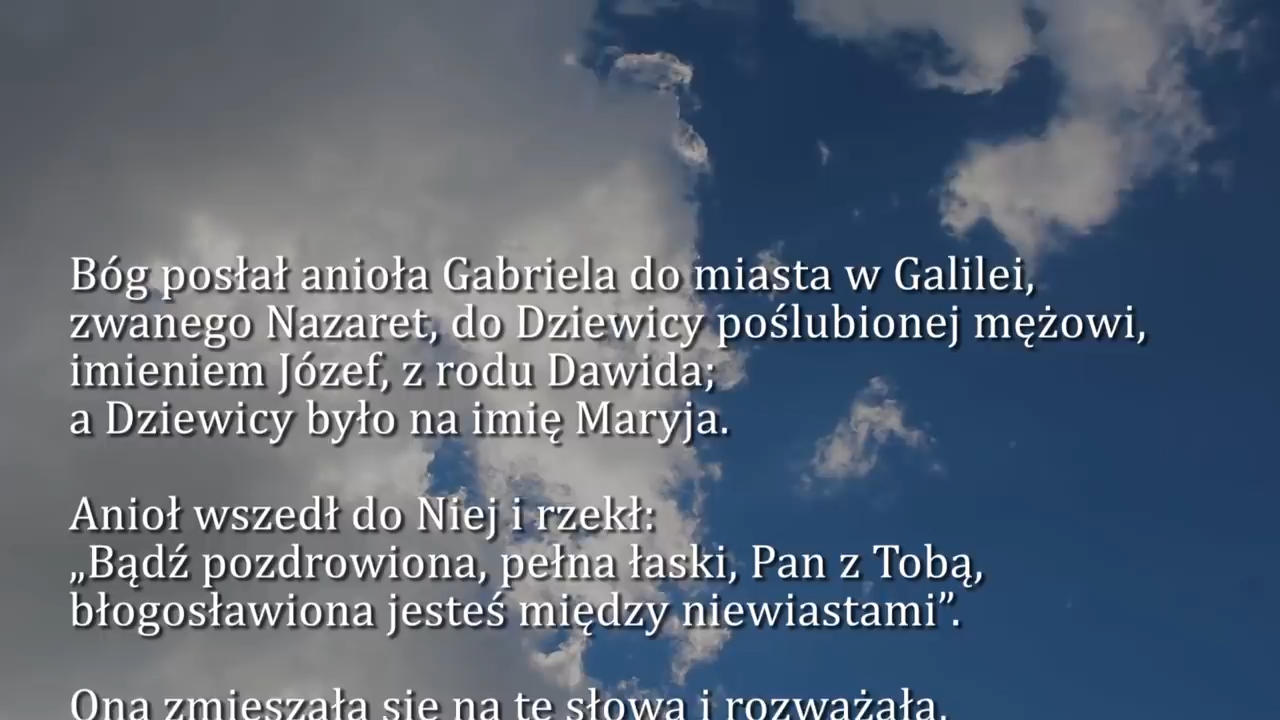 Bóg posłał anioła Gabriela do miasta w Galilei,
zwanego Nazaret, do Dziewicy poślubionej mężowi,
imieniem Józef, z rodu Dawida;
a Dziewicy było na imię Maryja.
Anioł wszedł do Niej i rzekł:
„Bądź pozdrowiona, pełna łaski, Pan z Tobą,
błogosławiona jesteś między niewiastami”.
Ona zmieszała się na te słowa i rozważała,